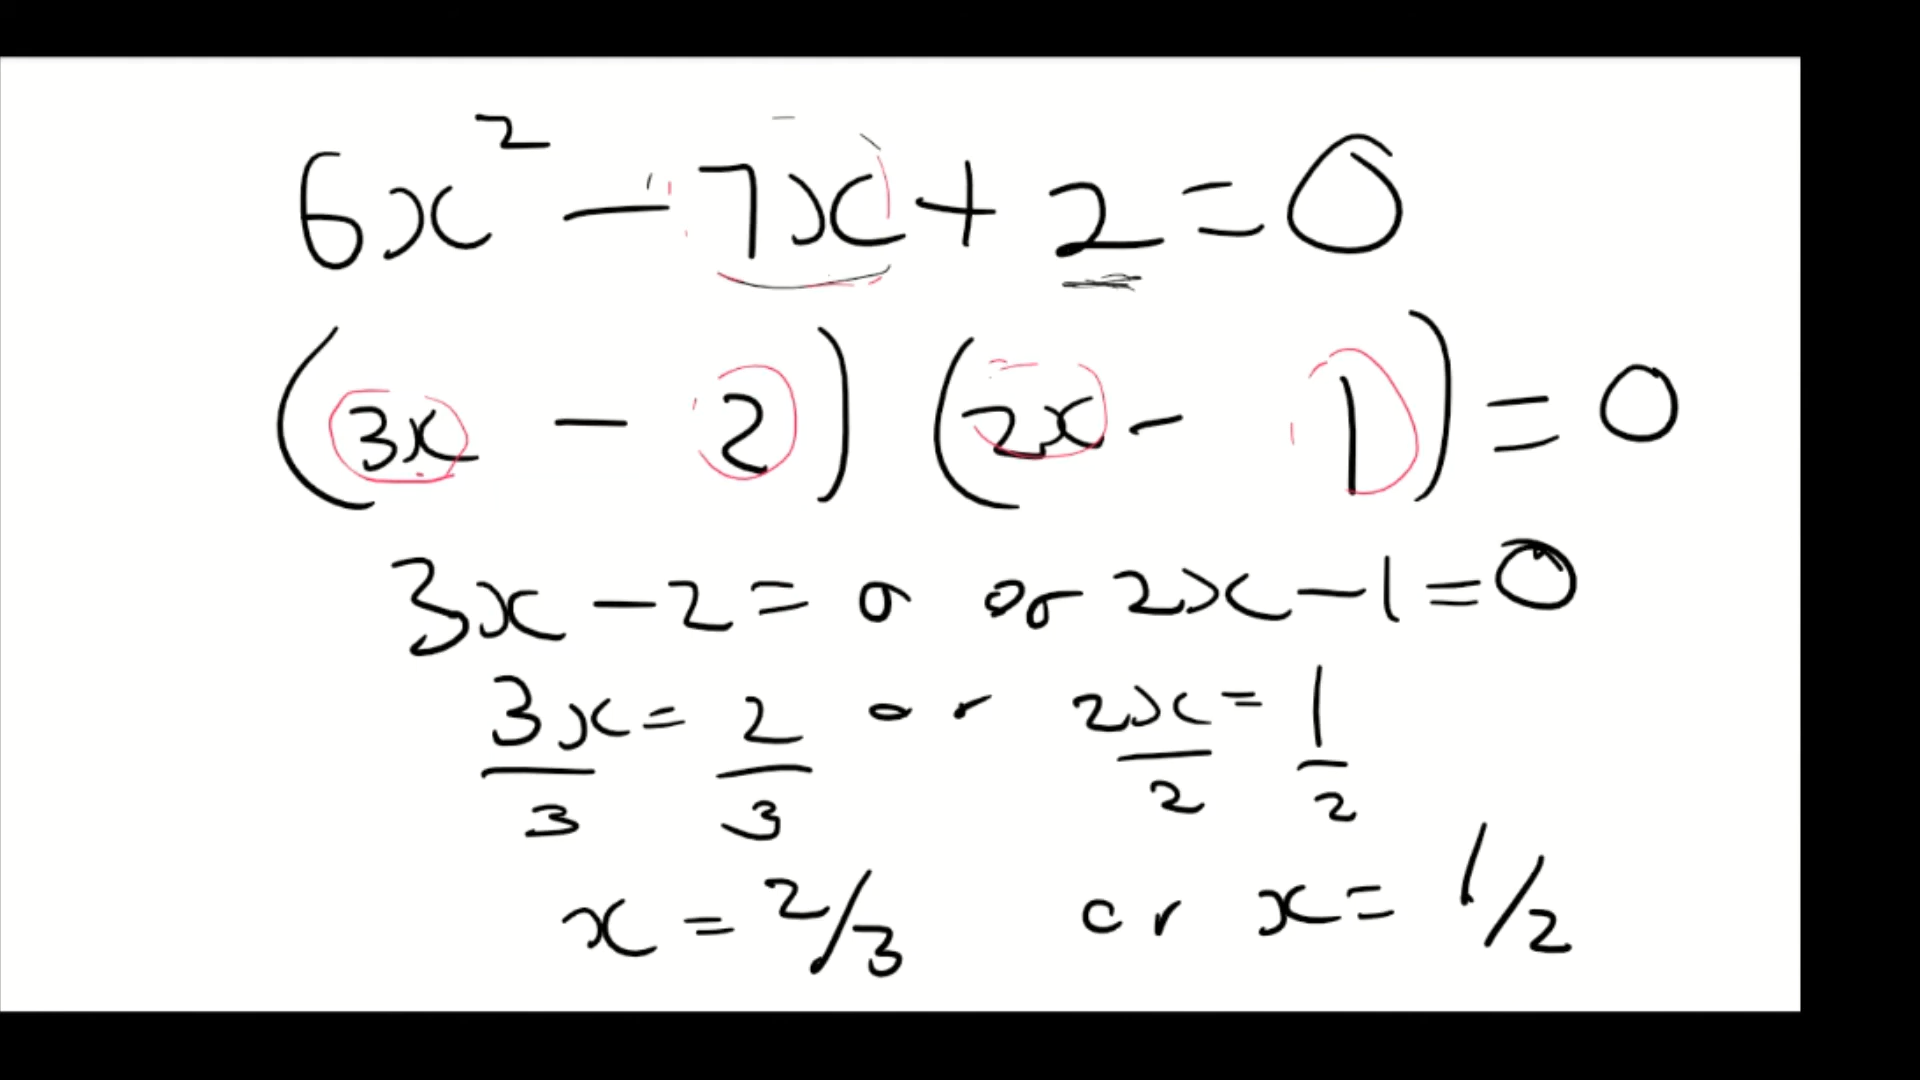 6x² - 7x + 2 = 0
(3x - 2) (2x - 1) = 0
3x - 2 = 0 or 2x - 1 = 0
3x/3 = 2/3 or 2x/2 = 1/2
x = 2/3 or x = 1/2